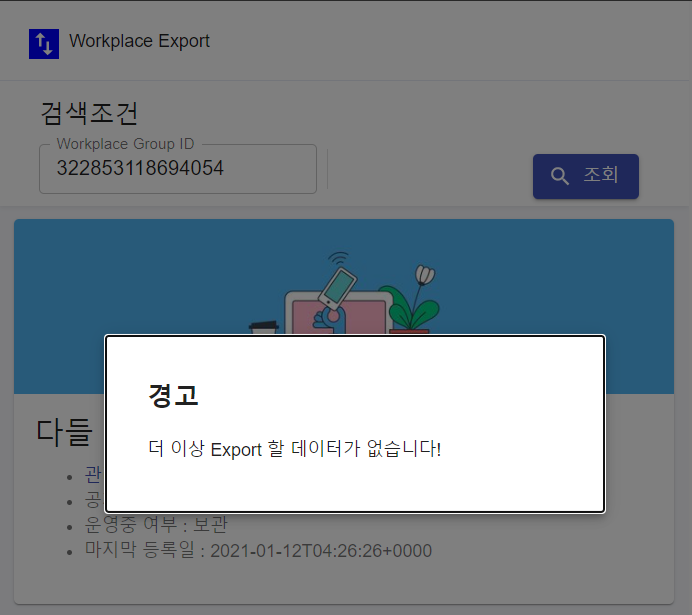 Workplace Export
검색조건
Workplace Group ID
322853118694054
조회
경고
더 이상 Export 할 데이터가 없습니다!
다들
관
공
운영중 여부 : 보관
마지막 등록일 : 2021-01-12T04:26:26+0000